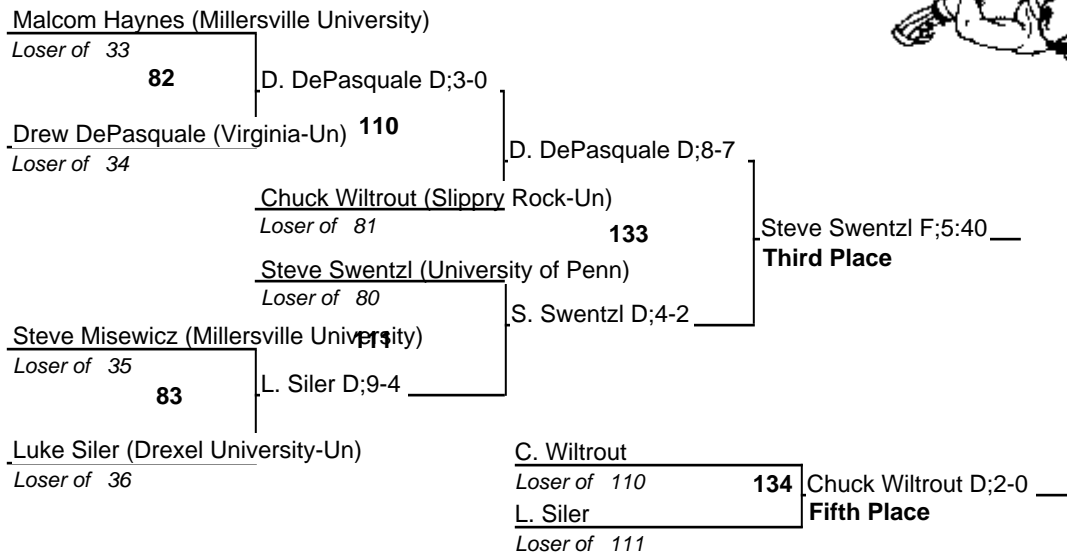 Malcom Haynes (Millersville University)
Loser of 33
82
D. DePasquale D;3-0
Drew DePasquale (Virginia-Un)
110
Loser of 34
D. DePasquale D;8-7
Chuck Wiltrout (Slippry Rock-Un)
Loser of 81
133
Steve Swentzl F;5:40
Third Place
Steve Swentzl (University of Penn)
Loser of 80
S. Swentzl D;4-2
Steve Misewicz (Millersville University)
111
Loser of 35
83
L. Siler D;9-4
Luke Siler (Drexel University-Un)
Loser of 36
C. Wiltrout
Loser of 110
134
Chuck Wiltrout D;2-0
L. Siler
Fifth Place
Loser of 111